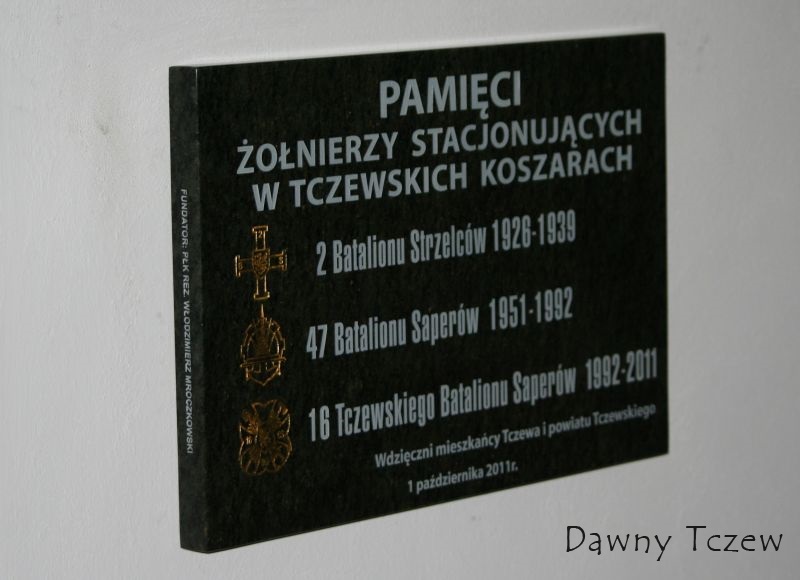 PAMIĘCI
ŻOŁNIERZY STACJONUJĄCYCH
W TCZEWSKICH KOSZARACH
2 Batalionu Strzelców 1926-1939
47 Batalionu Saperów 1951-1992
16 Tczewskiego Batalionu Saperów 1992-2011
Wdzięczni mieszkańcy Tczewa i powiatu Tczewskiego
1 października 2011r.
FUNDATOR: PŁK REZ. WŁODZIMIERZ MROCZKOWSKI
Dawny Tczew